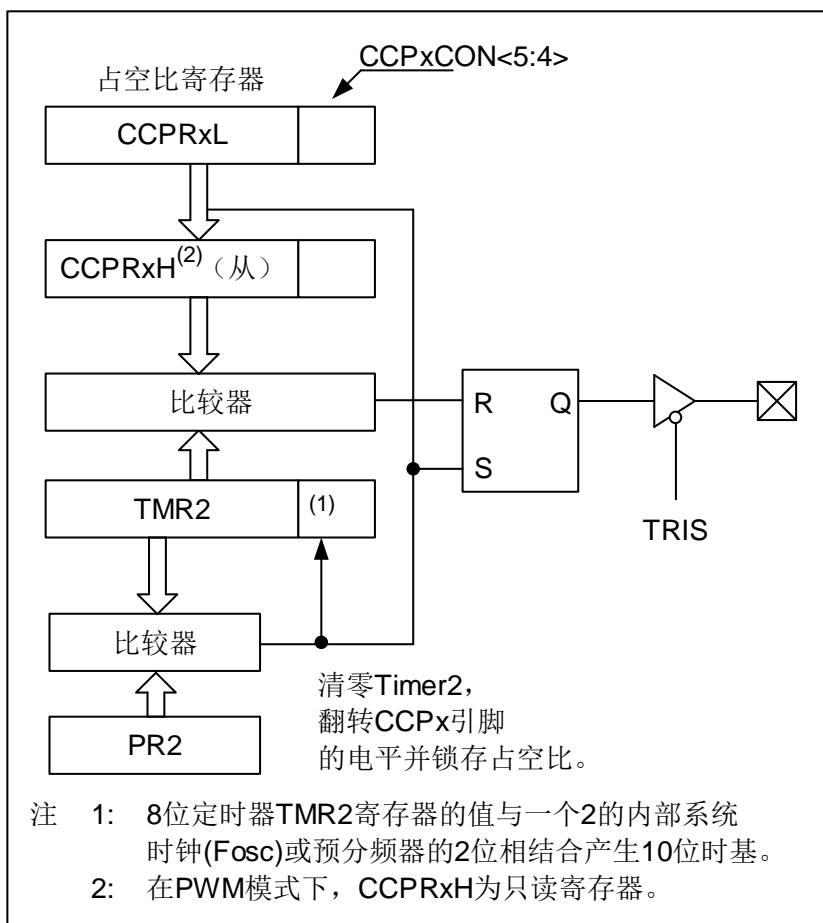 CCPxCON<5:4>
占空比寄存器
CCPRxL
CCPRxH(2)（从）
比较器
R Q
S
TMR2 (1)
TRIS
比较器
清零Timer2，
翻转CCPx引脚
的电平并锁存占空比。
PR2
注 1: 8位定时器TMR2寄存器的值与一个2的内部系统
时钟(Fosc)或预分频器的2位相结合产生10位时基。
2: 在PWM模式下，CCPRxH为只读寄存器。